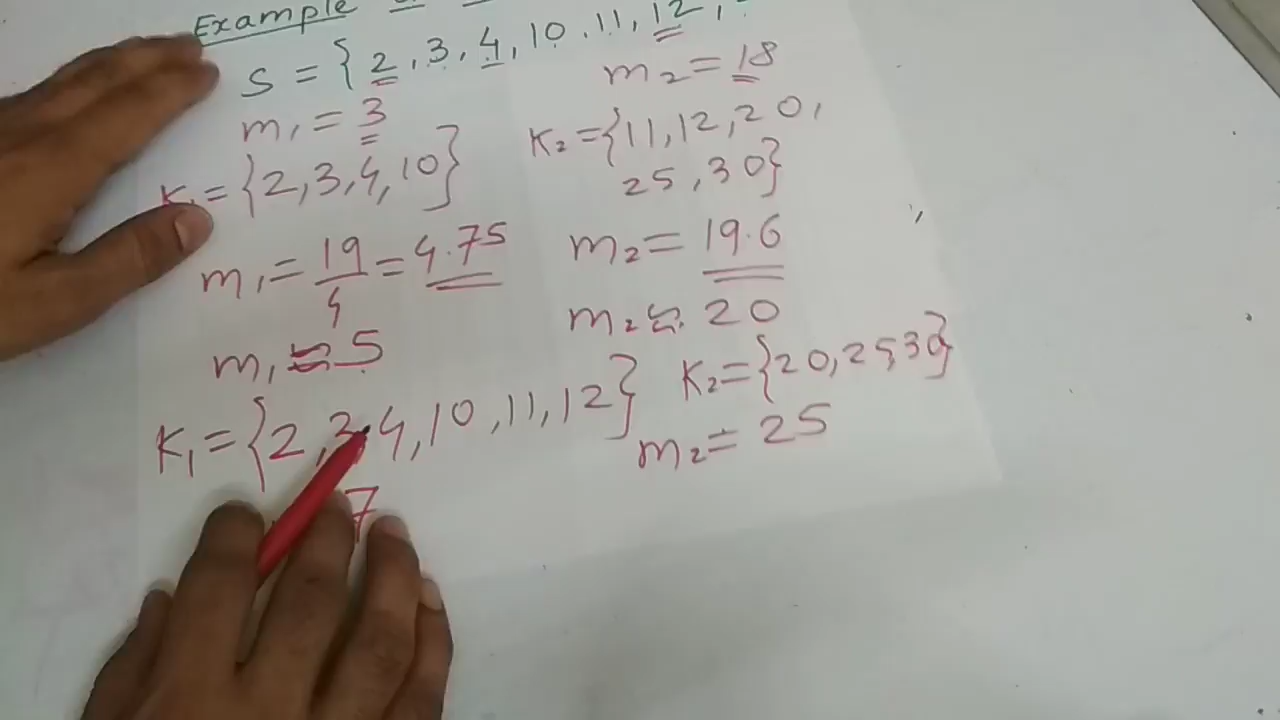 Example
S = { 2, 3, 4, 10, 11, 12,
m1 = 3
m2 = 18
K1 = {2, 3, 4, 10}
K2 = {11, 12, 20,
25, 30}
m1 = 19/4 = 4.75
m2 = 19.6
m1 ≈ 5
m2 ≈ 20
K1 = {2, 3, 4, 10, 11, 12}
K2 = {20, 25, 30}
7
m2 = 25